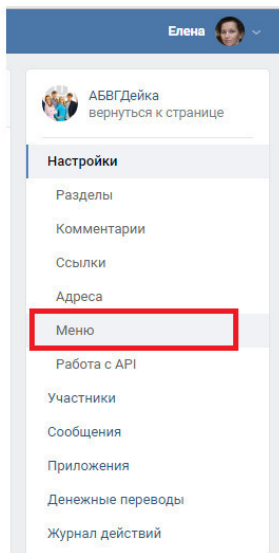 Елена
АБВГДейка
вернуться к странице
Настройки
Разделы
Комментарии
Ссылки
Адреса
Меню
Работа с API
Участники
Сообщения
Приложения
Денежные переводы
Журнал действий